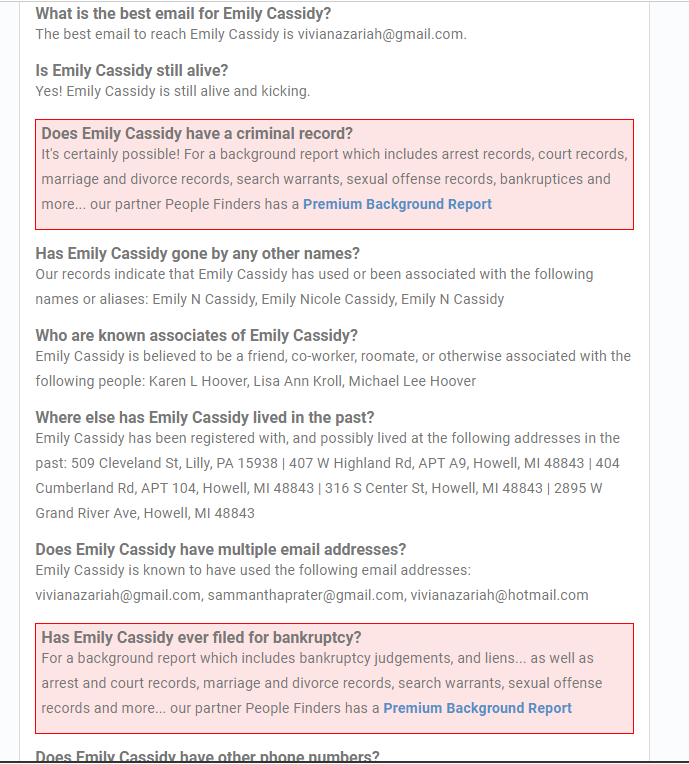 What is the best email for Emily Cassidy?
The best email to reach Emily Cassidy is vivianazariah@gmail.com.
Is Emily Cassidy still alive?
Yes! Emily Cassidy is still alive and kicking.
Does Emily Cassidy have a criminal record?
It's certainly possible! For a background report which includes arrest records, court records,
marriage and divorce records, search warrants, sexual offense records, bankruptices and
more... our partner People Finders has a Premium Background Report
Has Emily Cassidy gone by any other names?
Our records indicate that Emily Cassidy has used or been associated with the following
names or aliases: Emily N Cassidy, Emily Nicole Cassidy, Emily N Cassidy
Who are known associates of Emily Cassidy?
Emily Cassidy is believed to be a friend, co-worker, roomate, or otherwise associated with the
following people: Karen L Hoover, Lisa Ann Kroll, Michael Lee Hoover
Where else has Emily Cassidy lived in the past?
Emily Cassidy has been registered with, and possibly lived at the following addresses in the
past: 509 Cleveland St, Lilly, PA 15938 | 407 W Highland Rd, APT A9, Howell, MI 48843 | 404
Cumberland Rd, APT 104, Howell, MI 48843 | 316 S Center St, Howell, MI 48843 | 2895 W
Grand River Ave, Howell, MI 48843
Does Emily Cassidy have multiple email addresses?
Emily Cassidy is known to have used the following email addresses:
vivianazariah@gmail.com, sammanthaprater@gmail.com, vivianazariah@hotmail.com
Has Emily Cassidy ever filed for bankruptcy?
For a background report which includes bankruptcy judgements, and liens... as well as
arrest and court records, marriage and divorce records, search warrants, sexual offense
records and more... our partner People Finders has a Premium Background Report
Does Emily Cassidy have other phone numbers?